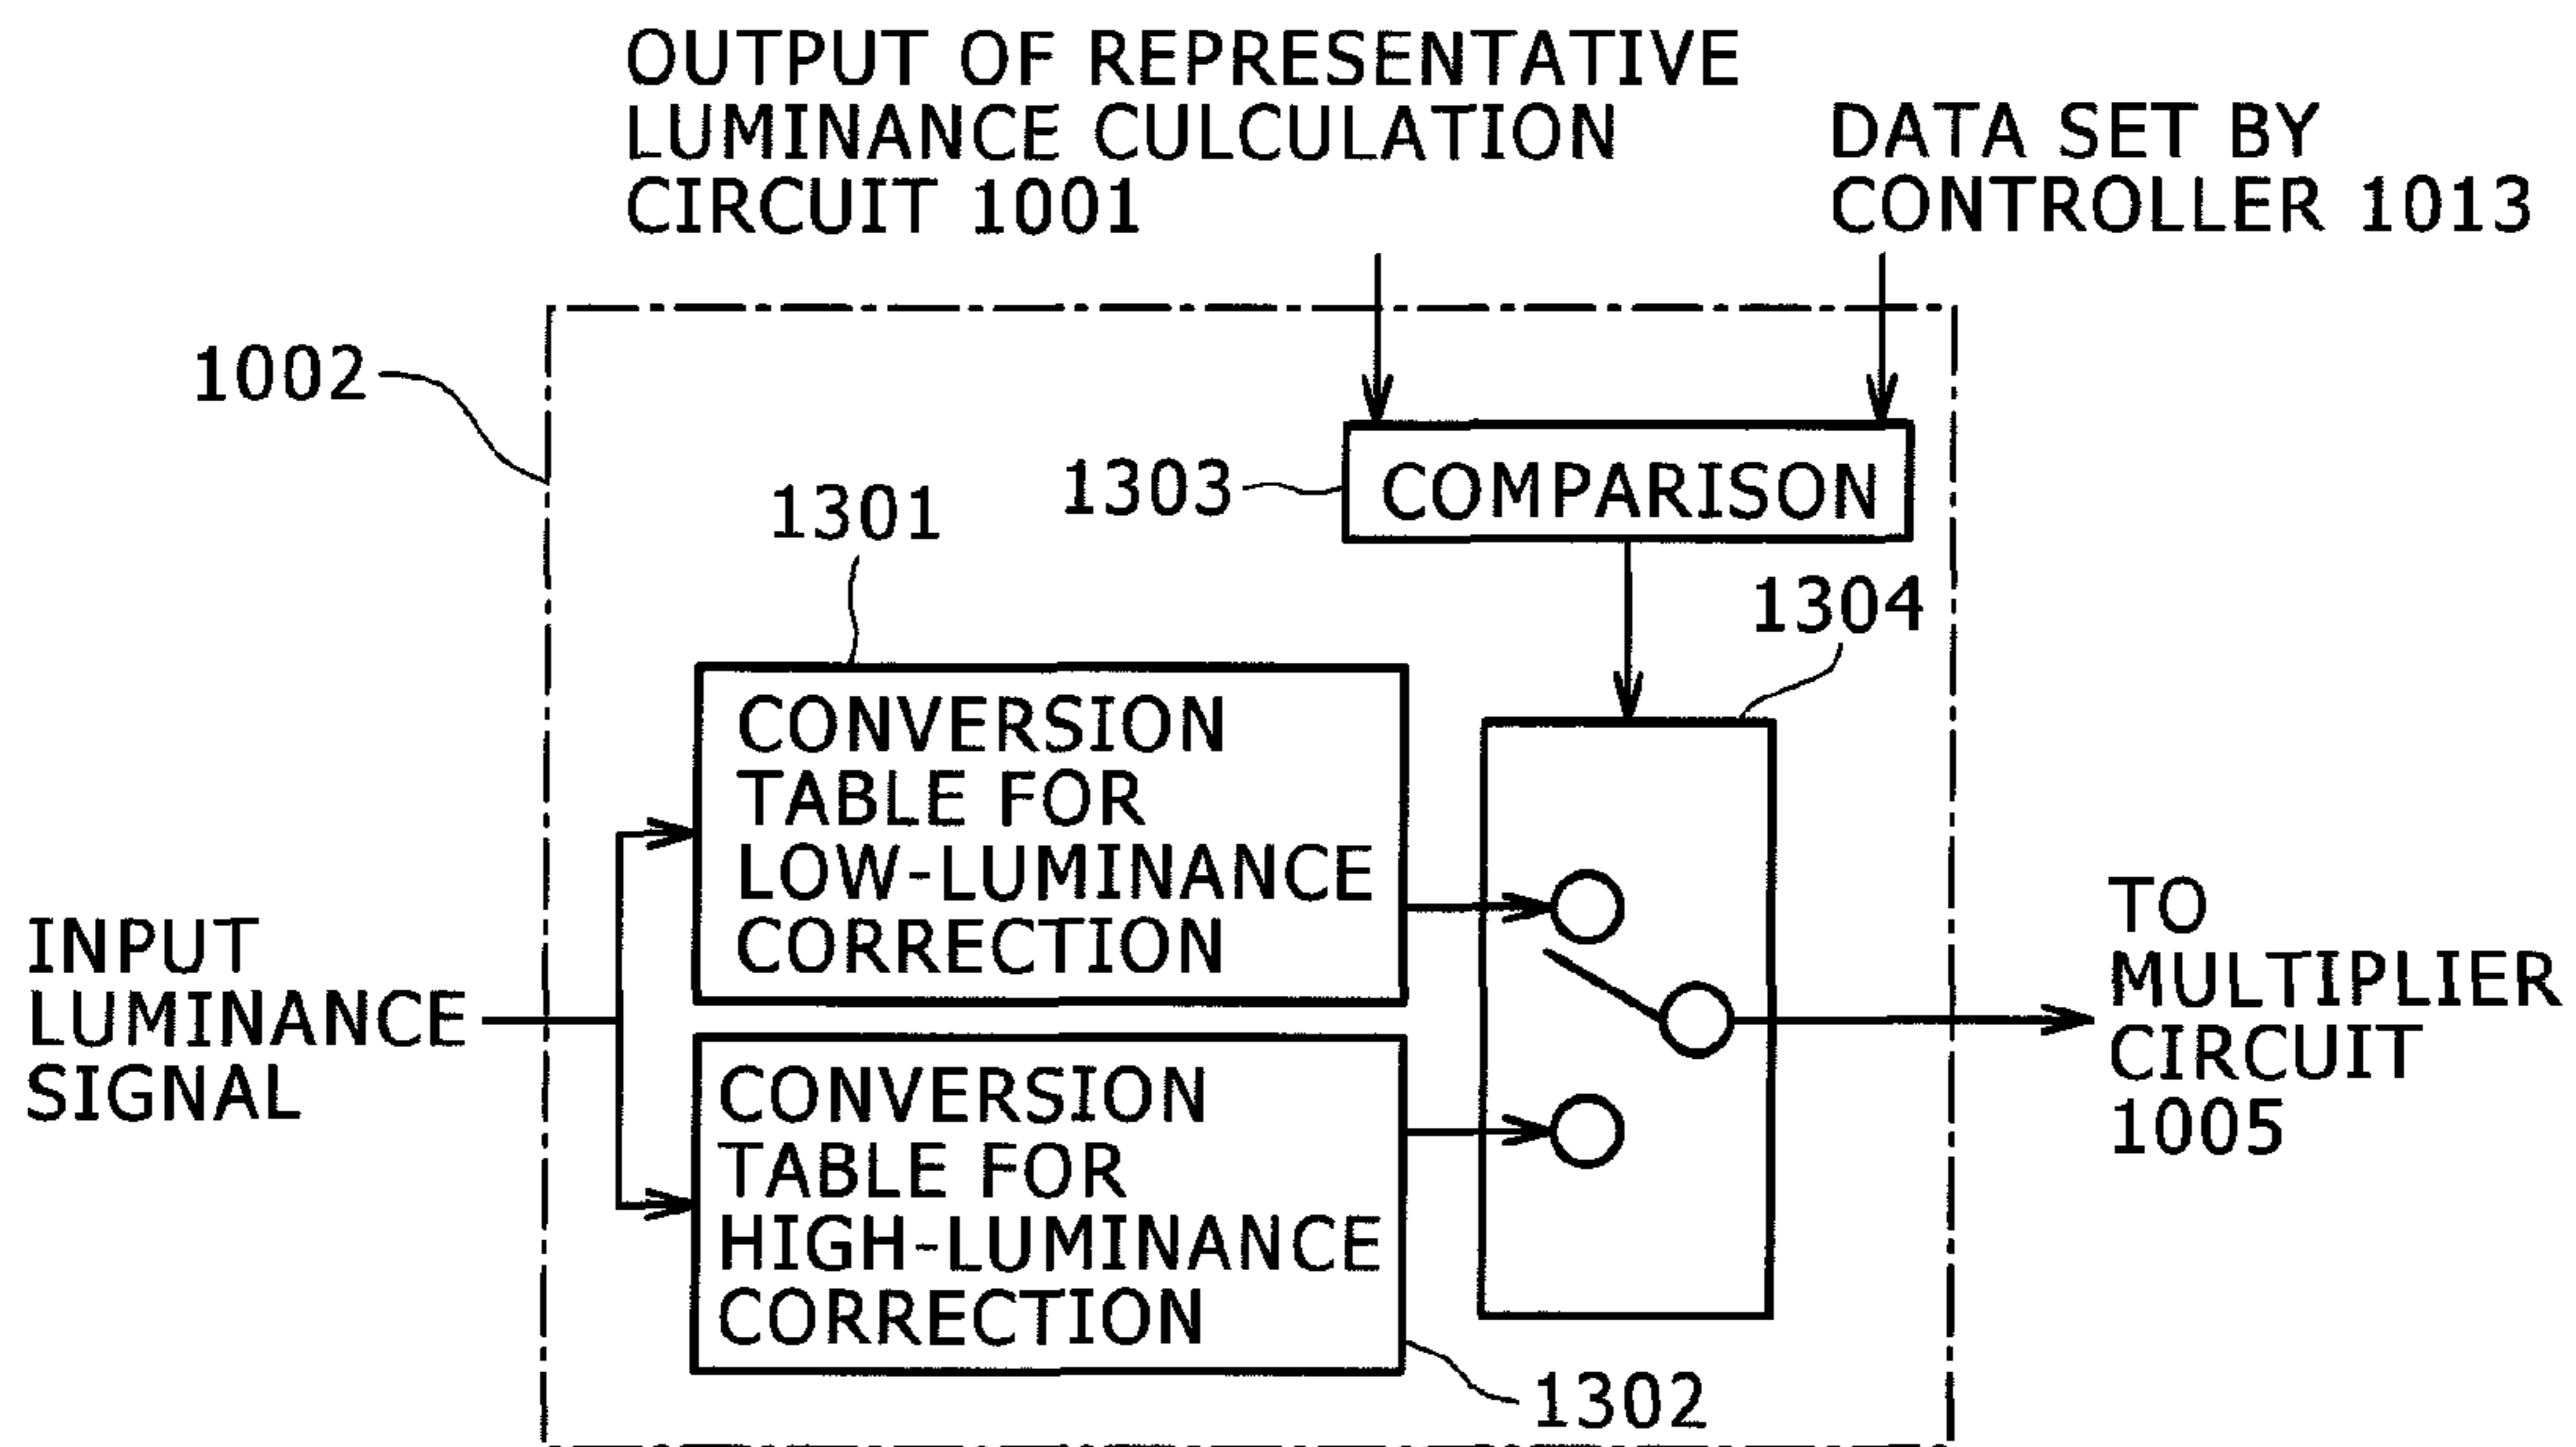 OUTPUT OF REPRESENTATIVE
LUMINANCE CULCULATION
CIRCUIT 1001
DATA SET BY
CONTROLLER 1013
1002
1303
COMPARISON
1301
1304
CONVERSION
TABLE FOR
LOW-LUMINANCE
CORRECTION
INPUT
LUMINANCE
SIGNAL
CONVERSION
TABLE FOR
HIGH-LUMINANCE
CORRECTION
1302
TO
MULTIPLIER
CIRCUIT
1005